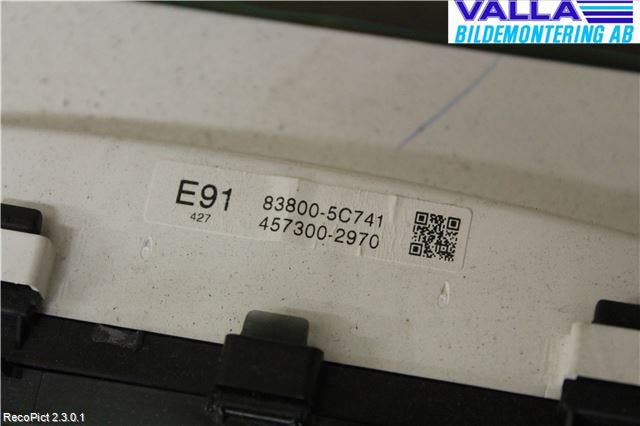 VALLA
BILDEMONTERING AB
E91
427
83800-5C741
457300-2970
RecoPict 2.3.0.1